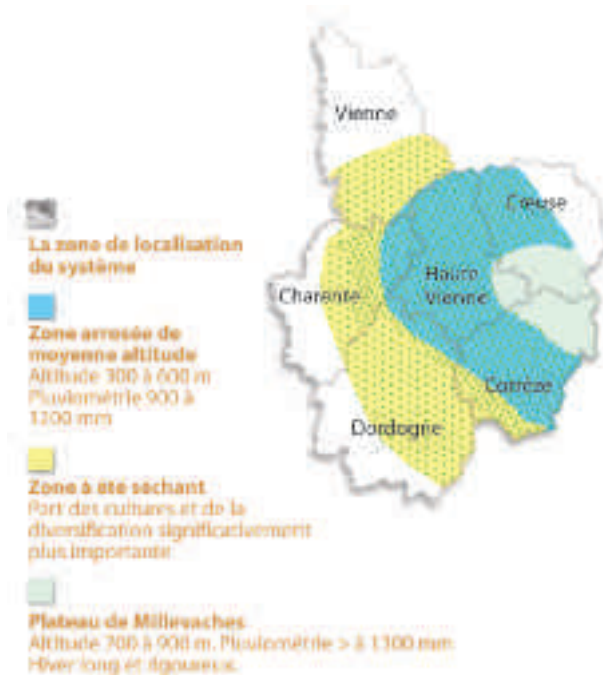 Vienne
Creuse
Haute
Vienne
Charente
Corrèze
Dordogne
La zone de localisation
du système
Zone arrosée de
moyenne altitude
Altitude 300 à 600 m
Pluviométrie 900 à
1200 mm
Zone à été séchant
Part des cultures et de la
diversification significativement
plus importante
Plateau de Millevaches
Altitude 700 à 900 m. Pluviométrie > à 1300 mm
Hiver long et rigoureux.